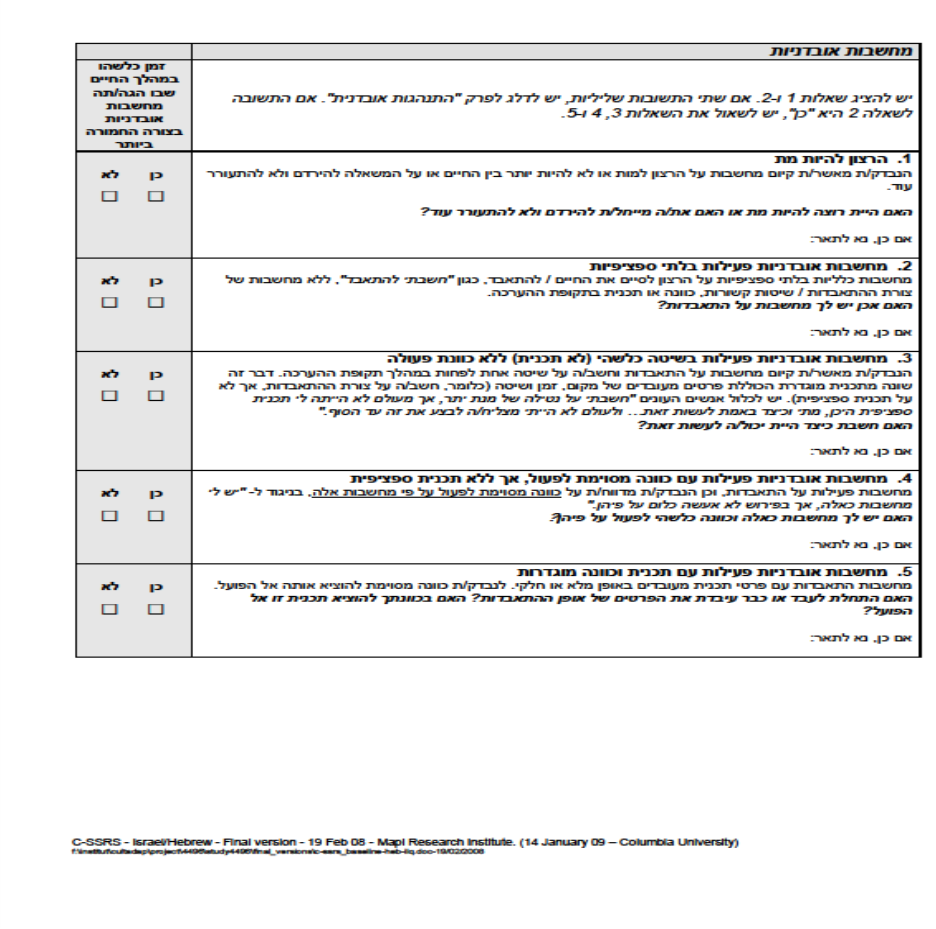 מחשבות אובדניות
זמן כלשהו
במהלך החיים
שבו הגה/תה
מחשבות
אובדניות
בצורה החמורה
ביותר
יש להציג שאלות 1 ו-2. אם שתי התשובות שליליות, יש לדלג לפרק "התנהגות אובדנית". אם התשובה
לשאלה 2 היא "כן", יש לשאול את השאלות 3, 4 ו-5.
1. הרצון להיות מת
הנבדק/ת מאשר/ת קיום מחשבות על הרצון למות או לא להיות יותר בין החיים או על המשאלה להירדם ולא להתעורר
עוד.
האם היית רוצה להיות מת או האם את/ה מייחל/ת להירדם ולא להתעורר עוד?
אם כן, נא לתאר:
כן לא
☐ ☐
2. מחשבות אובדניות פעילות בלתי ספציפיות
מחשבות כלליות בלתי ספציפיות על הרצון לסיים את החיים / להתאבד, כגון "חשבתי להתאבד", ללא מחשבות של
צורת ההתאבדות / שיטות קשורות, כוונה או תכנית בתקופת ההערכה.
האם אכן יש לך מחשבות על התאבדות?
אם כן, נא לתאר:
כן לא
☐ ☐
3. מחשבות אובדניות פעילות בשיטה כלשהי (לא תכנית) ללא כוונת פעולה
הנבדק/ת מאשר/ת קיום מחשבות על התאבדות וחשב/ה על שיטה אחת לפחות במהלך תקופת ההערכה. דבר זה
שונה מתכנית מוגדרת הכוללת פרטים מעובדים של מקום, זמן ושיטה (כלומר, חשב/ה על צורת ההתאבדות, אך לא
על תכנית ספציפית). יש לכלול אנשים העונים "חשבתי על נטילה של מנת יתר, אך מעולם לא הייתה לי תכנית
ספציפית היכן, מתי וכיצד באמת לעשות זאת... ולעולם לא הייתי מצליח/ה לבצע את זה עד הסוף."
האם חשבת כיצד היית יכול/ה לעשות זאת?
אם כן, נא לתאר:
כן לא
☐ ☐
4. מחשבות אובדניות פעילות עם כוונה מסוימת לפעול, אך ללא תכנית ספציפית
מחשבות פעילות על התאבדות, וכן הנבדק/ת מדווח/ת על כוונה מסוימת לפעול על פי מחשבות אלה, בניגוד ל- "יש לי
מחשבות כאלה, אך בפירוש לא אעשה כלום על פיהן."
האם יש לך מחשבות כאלה וכוונה כלשהי לפעול על פיהן?
אם כן, נא לתאר:
כן לא
☐ ☐
5. מחשבות אובדניות פעילות עם תכנית וכוונה מוגדרות
מחשבות התאבדות עם פרטי תכנית מעובדים באופן מלא או חלקי. לנבדק/ת כוונה מסוימת להוציא אותה אל הפועל.
האם התחלת לעבד או כבר עיבדת את הפרטים של אופן ההתאבדות? האם בכוונתך להוציא תכנית זו אל
הפועל?
אם כן, נא לתאר:
כן לא
☐ ☐
C-SSRS - Israel/Hebrew - Final version - 19 Feb 08 - Mapi Research Institute. (14 January 09 – Columbia University)